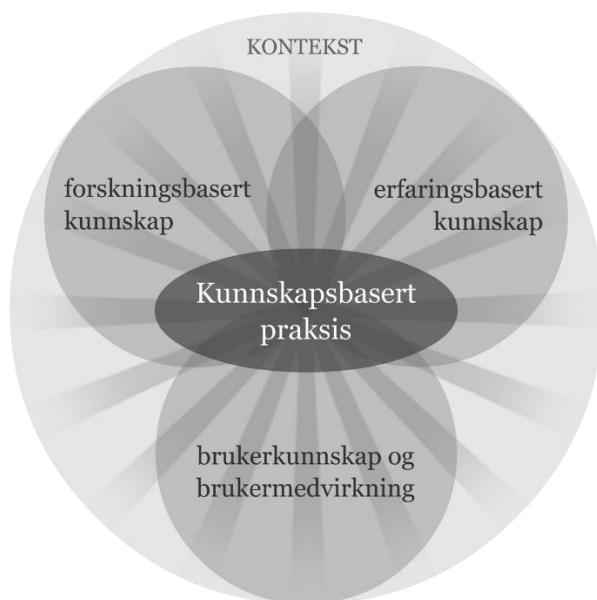 KONTEKST
forskningsbasert
kunnskap
erfaringsbasert
kunnskap
Kunnskapsbasert
praksis
brukerkunnskap og
brukermedvirkning